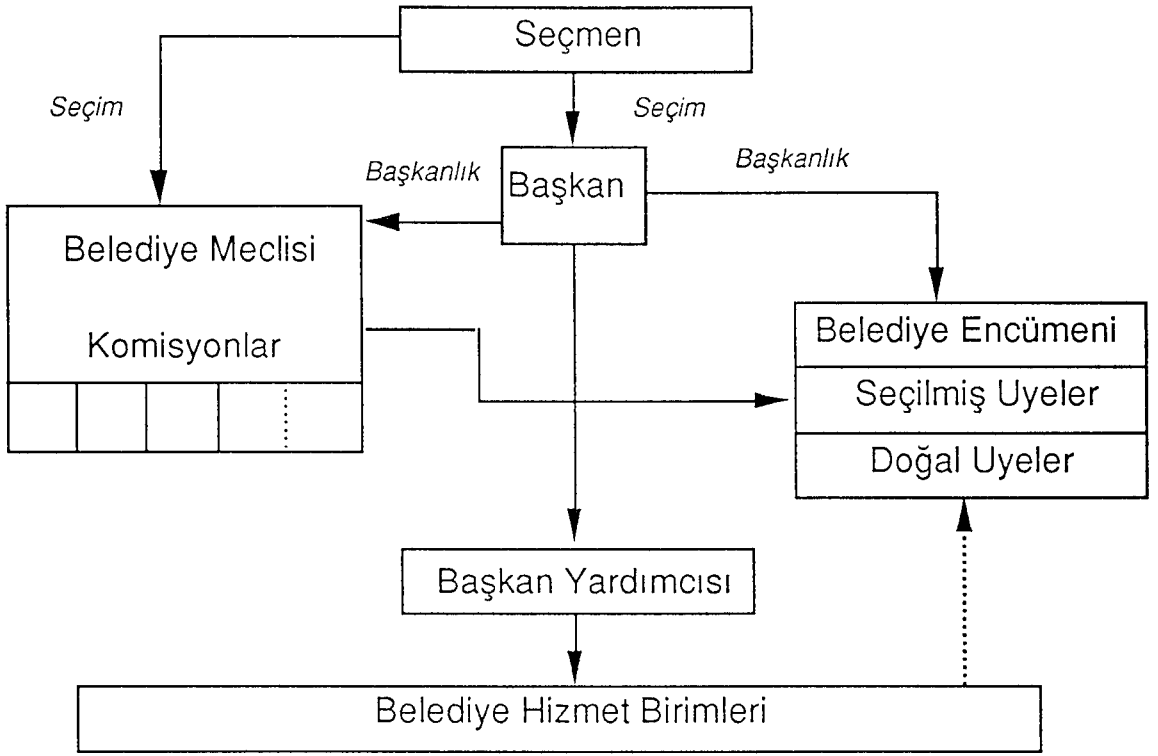 Seçmen
Seçim
Seçim
Başkanlık
Başkan
Başkanlık
Belediye Meclisi
Komisyonlar
Belediye Encümeni
Seçilmiş Uyeler
Doğal Uyeler
Başkan Yardımcısı
Belediye Hizmet Birimleri